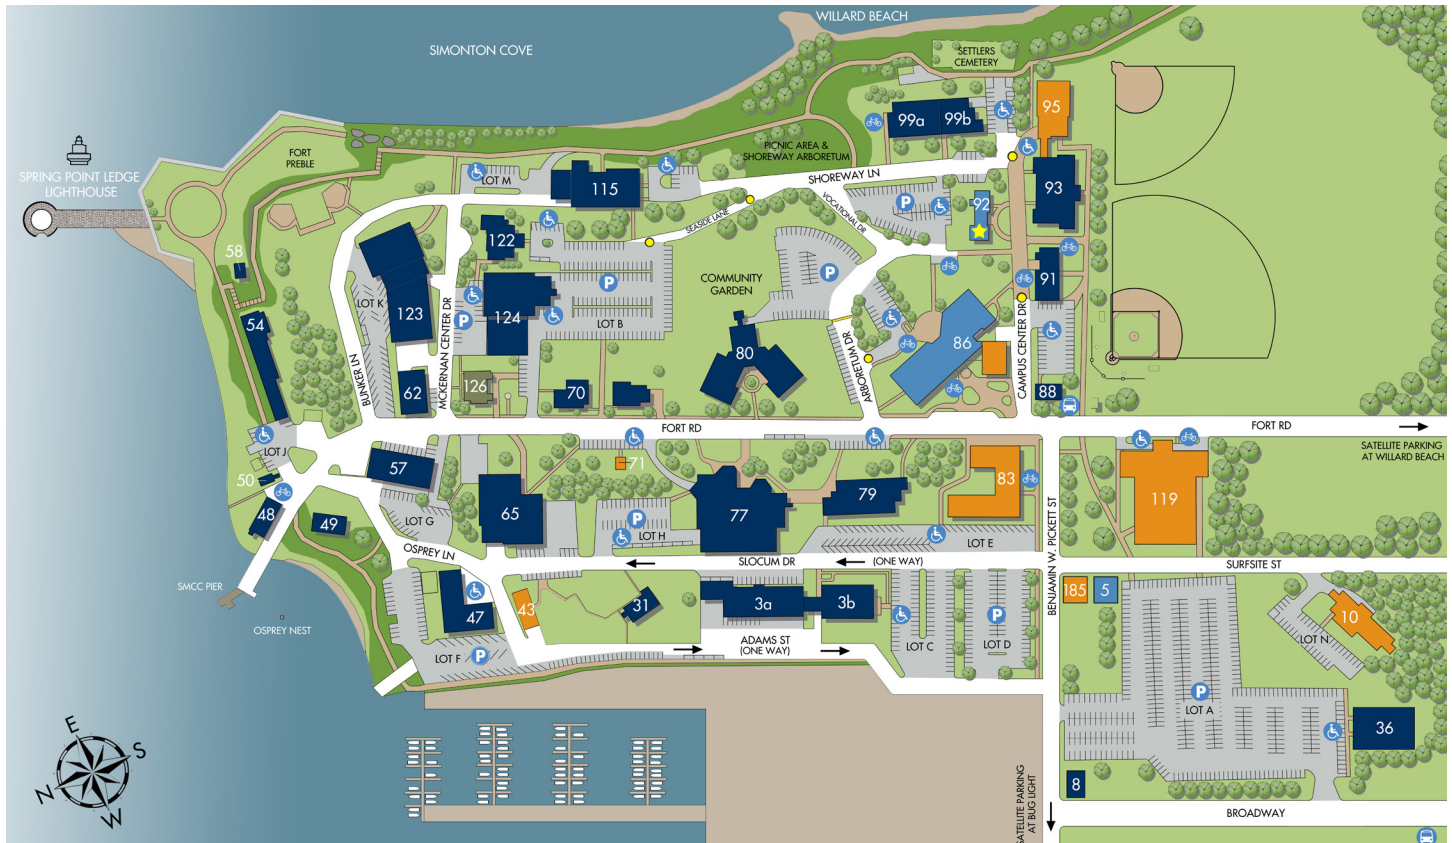 WILLARD BEACH
SIMONTON COVE
SETTLERS
CEMETERY
95
99a
99b
FORT
PREBLE
PICNIC AREA &
SHOREWAY ARBORETUM
SPRING POINT LEDGE
LIGHTHOUSE
LOT M
115
SHOREWAY LN
93
92
P
VOCATIONAL DR
SEASIDE LANE
122
58
91
COMMUNITY
GARDEN
P
P
LOT K
123
MCKERNAN CENTER DR
P
124
LOT B
54
86
80
CAMPUS CENTER DR
ARBORETUM DR
BUNKER LN
62
126
70
88
FORT RD
FORT RD
SATELLITE PARKING
AT WILLARD BEACH
LOT J
57
71
50
83
119
79
65
77
48
49
LOT G
P
LOT H
BENJAMIN W. PICKETT ST
OSPREY LN
LOT E
SLOCUM DR
(ONE WAY)
SURFSITE ST
SMCC PIER
185
5
47
43
31
3a
3b
P
10
OSPREY NEST
LOT N
ADAMS ST
(ONE WAY)
LOT C
LOT D
LOT F
P
P
LOT A
36
E
S
N
W
8
SATELLITE PARKING
AT BUG LIGHT
BROADWAY